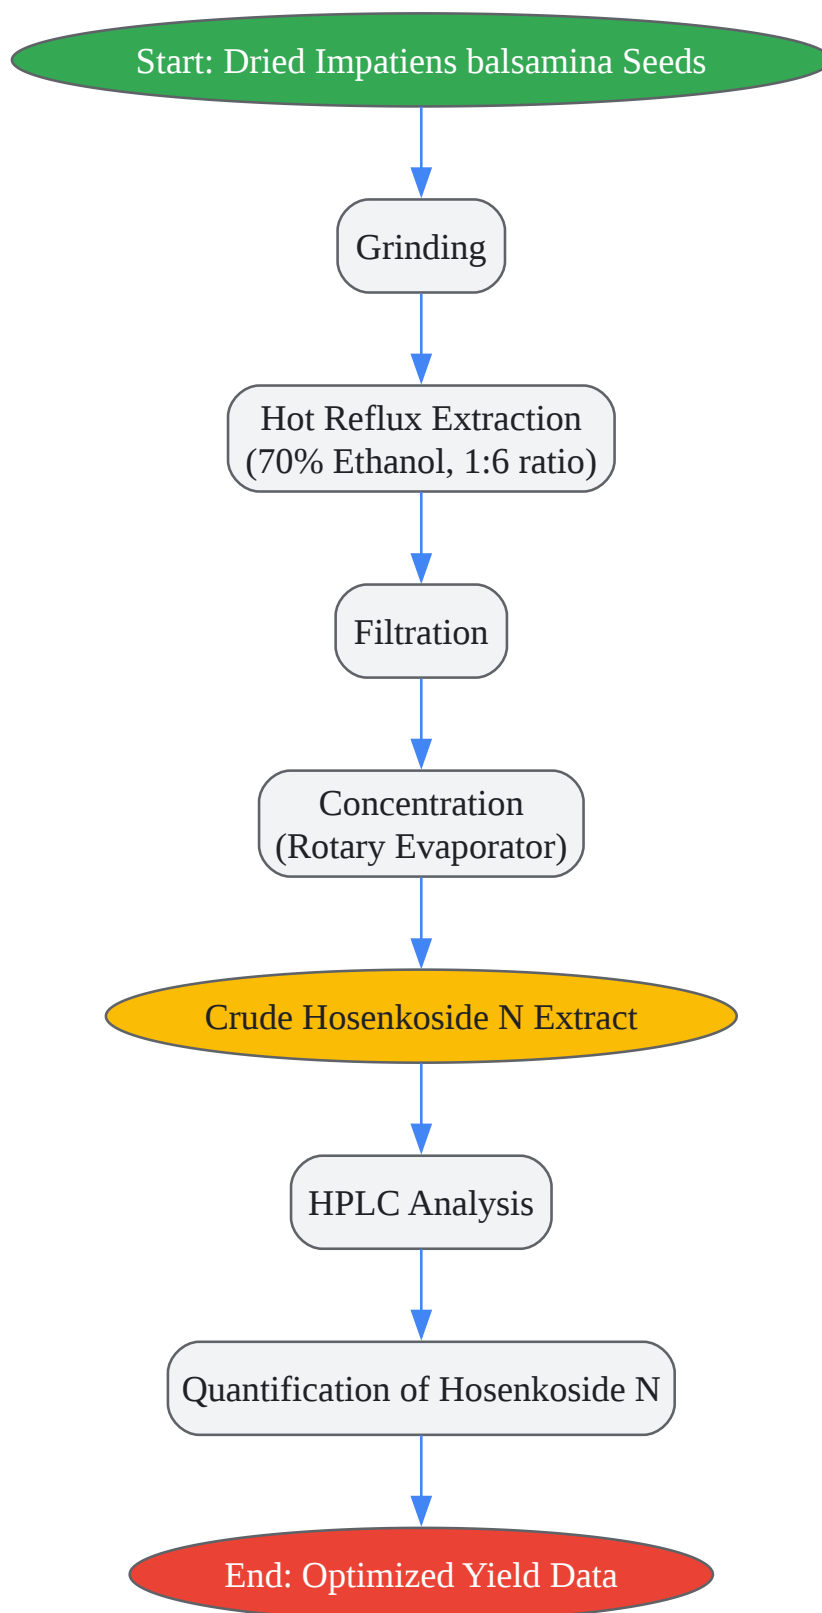 Start: Dried Impatiens balsamina Seeds
Grinding
Hot Reflux Extraction
(70% Ethanol, 1:6 ratio)
Filtration
Concentration
(Rotary Evaporator)
Crude Hosenkoside N Extract
HPLC Analysis
Quantification of Hosenkoside N
End: Optimized Yield Data